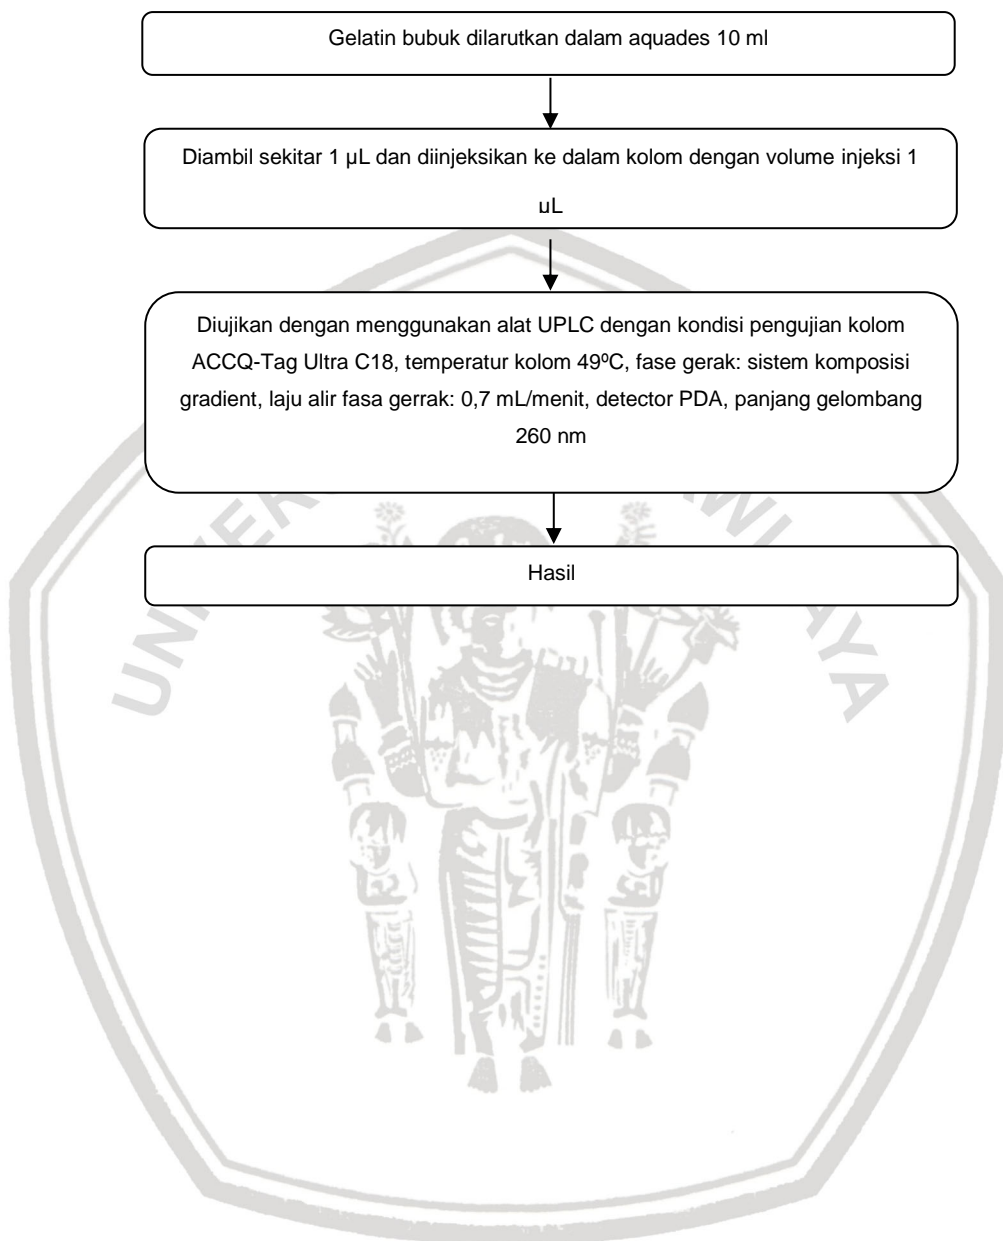 Gelatin bubuk dilarutkan dalam aquades 10 ml
Diambil sekitar 1 µL dan diinjeksikan ke dalam kolom dengan volume injeksi 1
µL
Diujikan dengan menggunakan alat UPLC dengan kondisi pengujian kolom
ACCQ-Tag Ultra C18, temperatur kolom 49ºC, fase gerak: sistem komposisi
gradient, laju alir fasa gerrak: 0,7 mL/menit, detector PDA, panjang gelombang
260 nm
Hasil